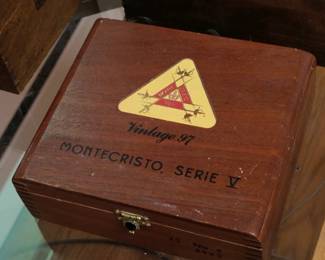 Vintage 97
MONTECRISTO, SERIE V